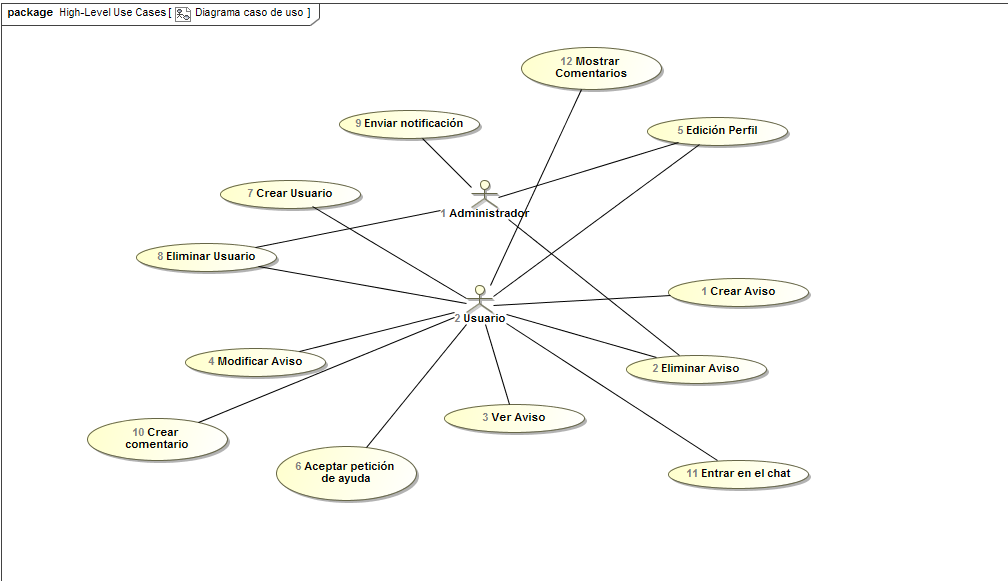 package High-Level Use Cases [ Diagrama caso de uso ]
12 Mostrar
Comentarios
9 Enviar notificación
5 Edición Perfil
7 Crear Usuario
1 Administrador
8 Eliminar Usuario
1 Crear Aviso
2 Usuario
4 Modificar Aviso
2 Eliminar Aviso
3 Ver Aviso
10 Crear
comentario
6 Aceptar petición
de ayuda
11 Entrar en el chat